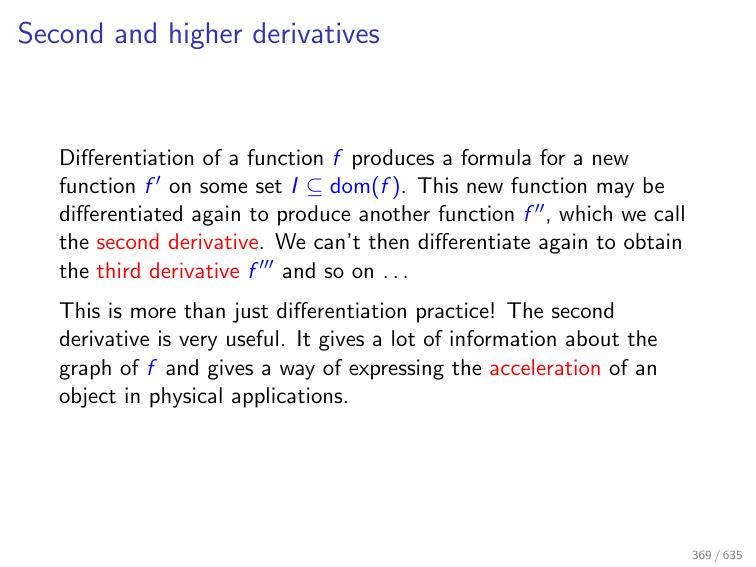 Second and higher derivatives
Differentiation of a function f produces a formula for a new
function f′ on some set I ⊆ dom(f). This new function may be
differentiated again to produce another function f″, which we call
the second derivative. We can't then differentiate again to obtain
the third derivative f‴ and so on . . .
This is more than just differentiation practice! The second
derivative is very useful. It gives a lot of information about the
graph of f and gives a way of expressing the acceleration of an
object in physical applications.
369 / 635